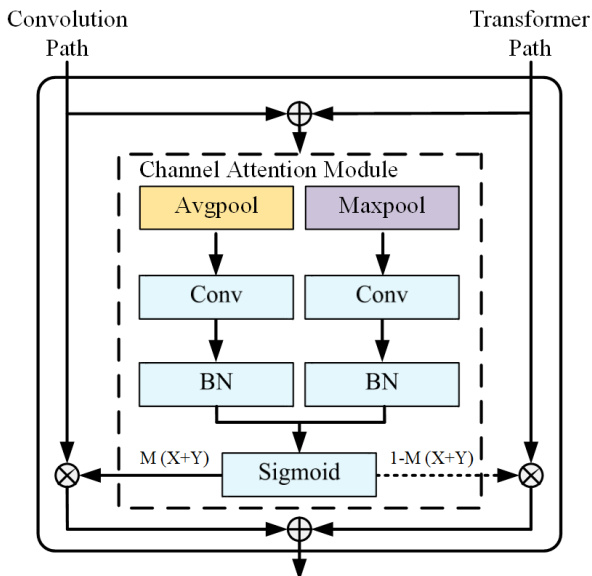 Convolution
Path
Transformer
Path
Channel Attention Module
Avgpool
Maxpool
Conv
Conv
BN
BN
M (X+Y)
Sigmoid
1-M (X+Y)